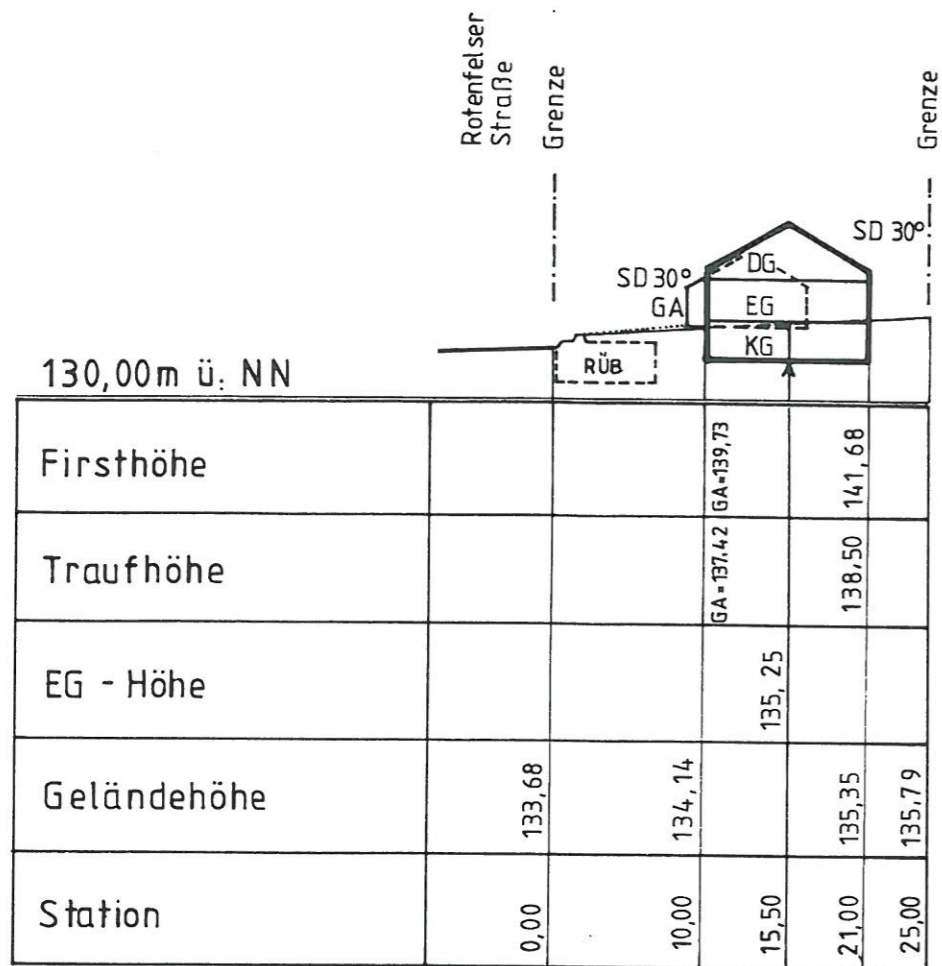 Rotenfelser
Straße
Grenze
Grenze
SD 30°
SD 30°
GA
DG
EG
KG
RÜB
130,00m ü. NN
Firsthöhe
GA=139,73
141,68
Traufhöhe
GA=137.42
138,50
EG - Höhe
135,25
Geländehöhe
133,68
134,14
135,35
135,79
Station
0,00
10,00
15,50
21,00
25,00